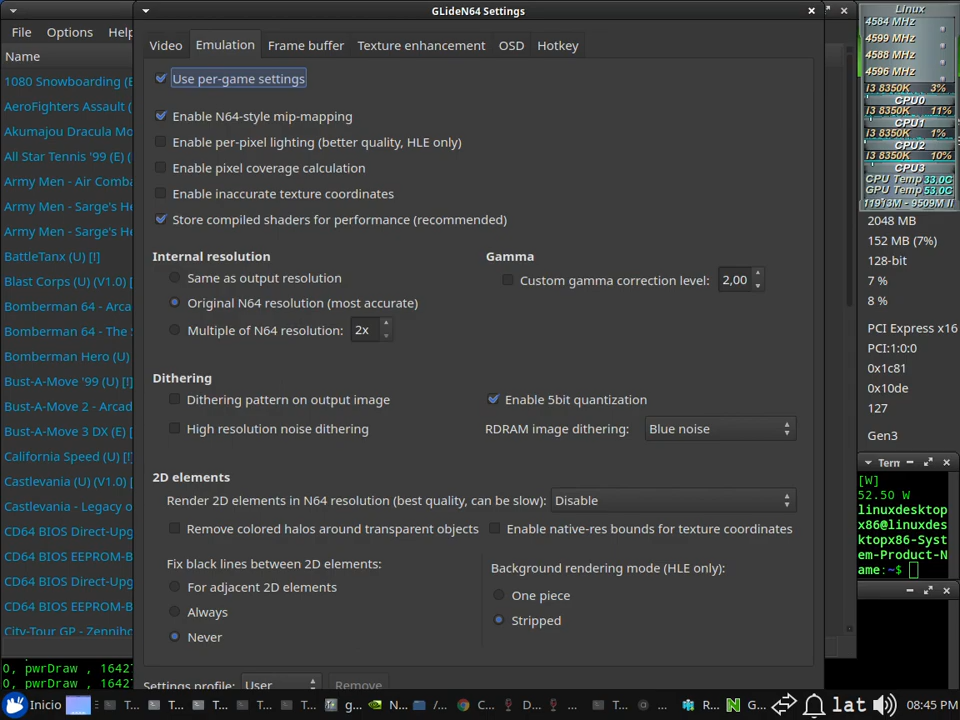 GLideN64 Settings
File Options Help
Name
1080 Snowboarding (
AeroFighters Assault (
Akumajou Dracula Mo
All Star Tennis '99 (E) (
Army Men - Air Comba
Army Men - Sarge's He
Army Men - Sarge's He
BattleTanx (U) [!]
Blast Corps (U) (V1.0) [
Bomberman 64 - Arca
Bomberman 64 - The S
Bomberman Hero (U) [
Bust-A-Move '99 (U) [!]
Bust-A-Move 2 - Arcad
Bust-A-Move 3 DX (E) [
California Speed (U) [!]
Castlevania (U) (V1.0) [
Castlevania - Legacy o
CD64 BIOS Direct-Upg
CD64 BIOS EEPROM-B
CD64 BIOS Direct-Upg
CD64 BIOS EEPROM-B
City-Tour GP - Zennihc
0, pwrDraw , 16427
0, pwrDraw , 16427
Video Emulation Frame buffer Texture enhancement OSD Hotkey
Use per-game settings
Enable N64-style mip-mapping
Enable per-pixel lighting (better quality, HLE only)
Enable pixel coverage calculation
Enable inaccurate texture coordinates
Store compiled shaders for performance (recommended)
Internal resolution
Same as output resolution
Original N64 resolution (most accurate)
Multiple of N64 resolution: 2x
Gamma
Custom gamma correction level: 2,00
Dithering
Dithering pattern on output image
High resolution noise dithering
Enable 5bit quantization
RDRAM image dithering: Blue noise
2D elements
Render 2D elements in N64 resolution (best quality, can be slow): Disable
Remove colored halos around transparent objects
Enable native-res bounds for texture coordinates
Fix black lines between 2D elements:
For adjacent 2D elements
Always
Never
Background rendering mode (HLE only):
One piece
Stripped
Settings profile: User Remove
Linux
4584 MHz
4599 MHz
4588 MHz
4596 MHz
I3 8350K 3%
CPU0
I3 8350K 11%
CPU1
I3 8350K 1%
CPU2
I3 8350K 10%
CPU3
CPU Temp 33.0C
GPU Temp 53.0C
11913M - 9509M
2048 MB
152 MB (7%)
128-bit
7 %
8 %
PCI Express x16
PCI:1:0:0
0x1c81
0x10de
127
Gen3
Tern
[W]
52.50 W
linuxdesktop
x86@linuxdes
ktopx86-Syst
em-Product-N
ame:~$
Inicio T... T... T... T... T... g... N... /... C... D... ... T... ... R... G... lat 08:45 PM